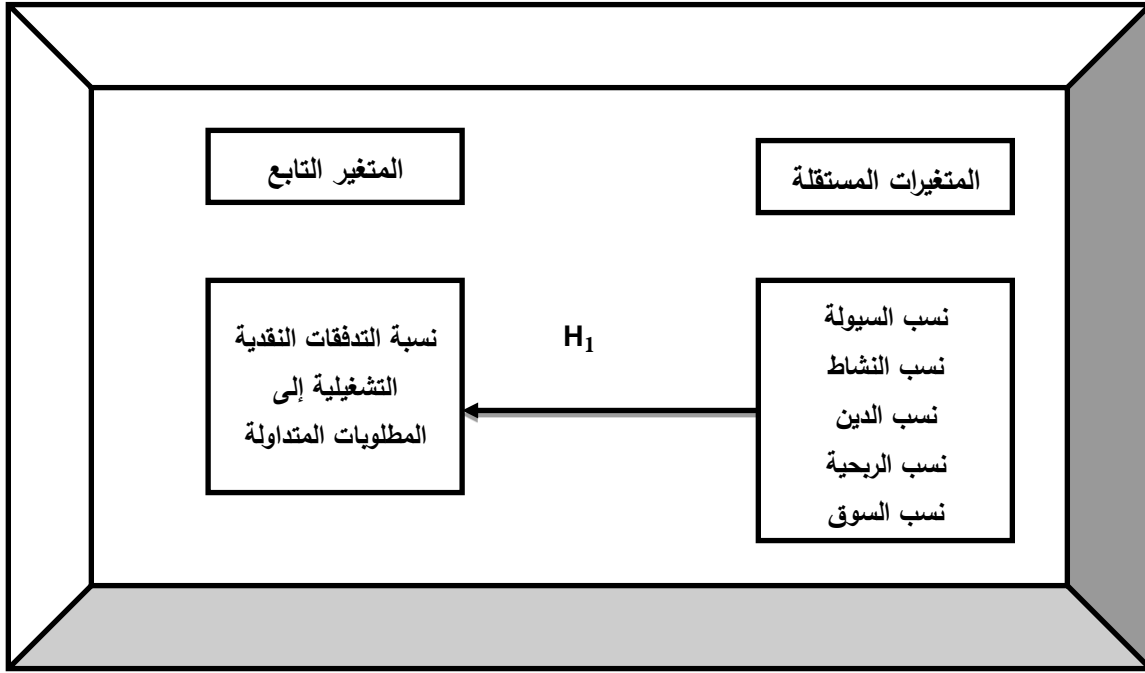 المتغيرات المستقلة
المتغير التابع
نسب السيولة
نسب النشاط
نسب الدين
نسب الربحية
نسب السوق
H₁
نسبة التدفقات النقدية
التشغيلية إلى
المطلوبات المتداولة